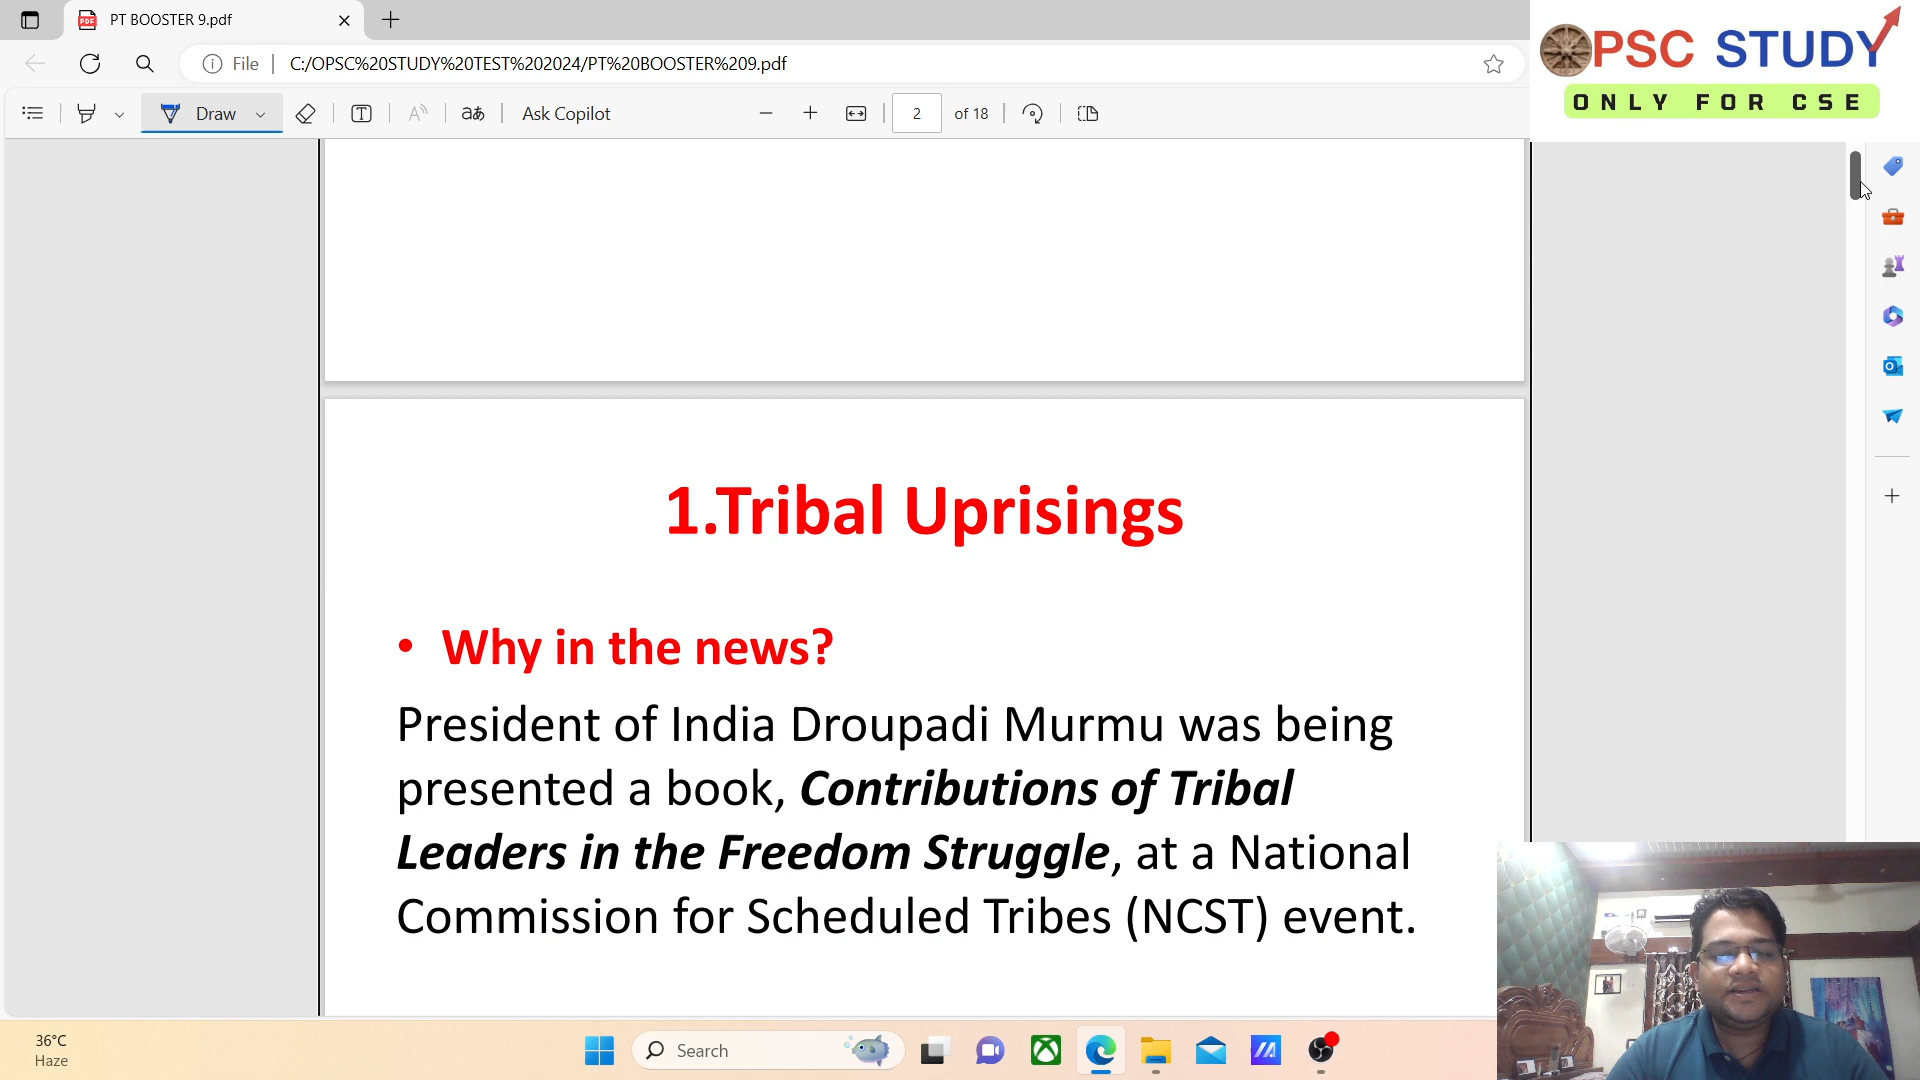 PT BOOSTER 9.pdf
File C:/OPSC%20STUDY%20TEST%202024/PT%20BOOSTER%209.pdf
Draw Ask Copilot 2 of 18
PSC STUDY
ONLY FOR CSE
1.Tribal Uprisings
• Why in the news?
President of India Droupadi Murmu was being
presented a book, Contributions of Tribal
Leaders in the Freedom Struggle, at a National
Commission for Scheduled Tribes (NCST) event.
36°C
Haze
Search